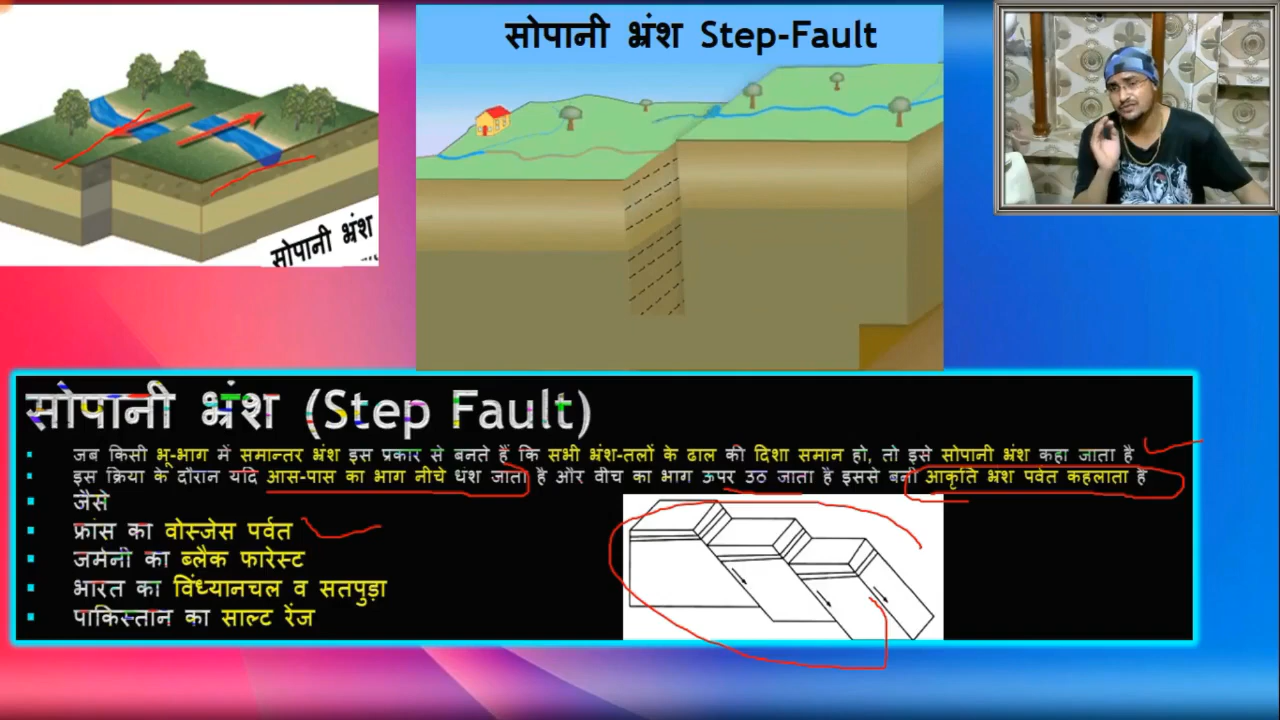 सोपानी भ्रंश Step-Fault
सोपानी भ्रंश
सोपानी भ्रंश (Step Fault)
जब किसी भू-भाग में समान्तर भ्रंश इस प्रकार से बनते हैं कि सभी भ्रंश-तलों के ढाल की दिशा समान हो, तो इसे सोपानी भ्रंश कहा जाता है
इस क्रिया के दौरान यदि आस-पास का भाग नीचे धंश जाता है और वीच का भाग ऊपर उठ जाता है इससे बनी आकृति भ्रश पर्वत कहलाता है
जैसे
फ्रांस का वोस्जेस पर्वत
जर्मनी का ब्लैक फारेस्ट
भारत का विंध्यानचल व सतपुड़ा
पाकिस्तान का साल्ट रेंज